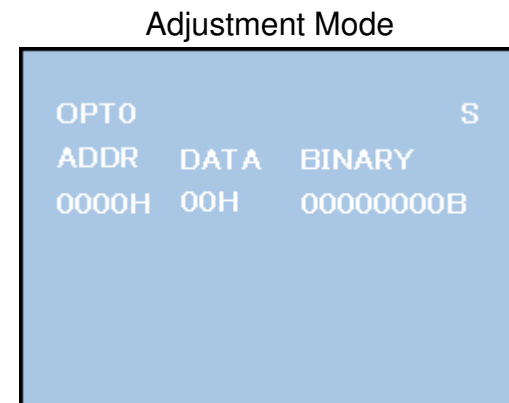 Adjustment Mode
OPT0 S
ADDR DATA BINARY
0000H 00H 00000000B